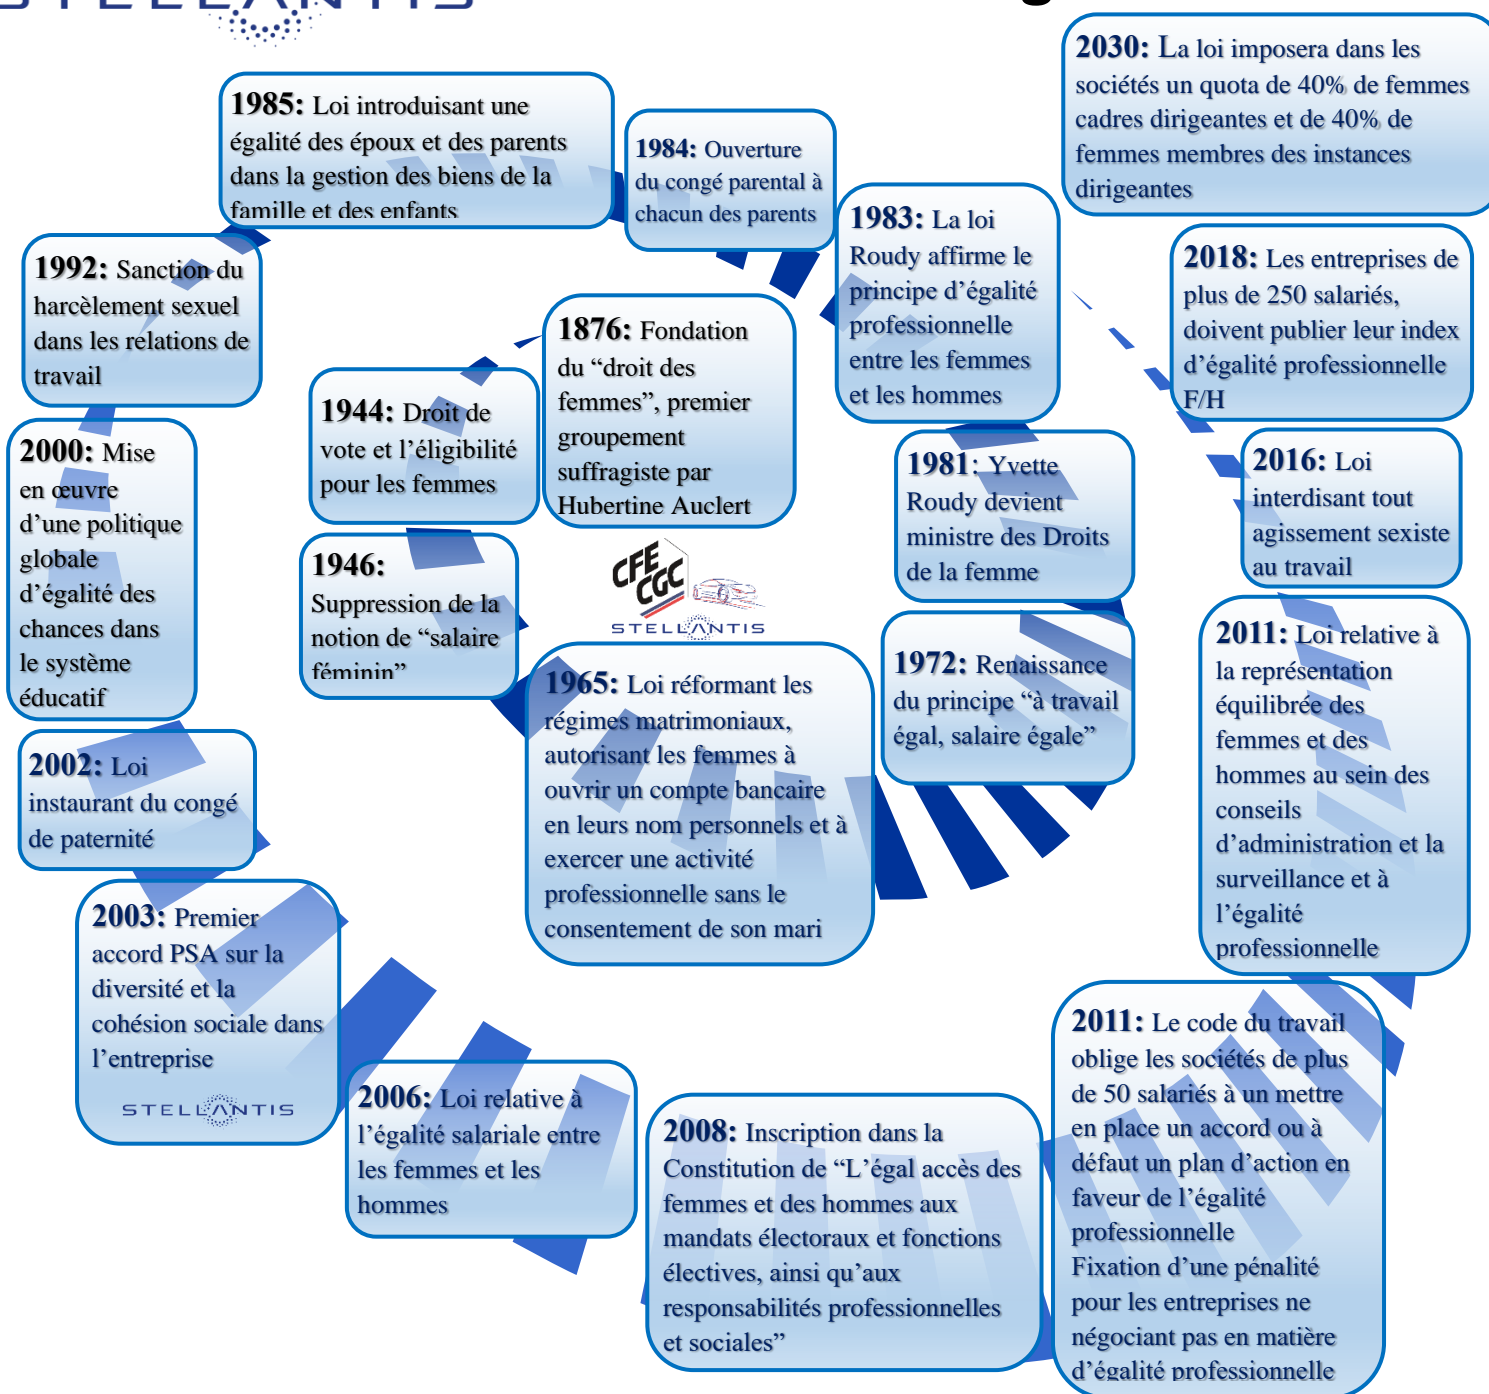 STELLANTIS
2030: La loi imposera dans les
sociétés un quota de 40% de femmes
cadres dirigeantes et de 40% de
femmes membres des instances
dirigeantes
1985: Loi introduisant une
égalité des époux et des parents
dans la gestion des biens de la
famille et des enfants
1984: Ouverture
du congé parental à
chacun des parents
1983: La loi
Roudy affirme le
principe d’égalité
professionnelle
entre les femmes
et les hommes
2018: Les entreprises de
plus de 250 salariés,
doivent publier leur index
d’égalité professionnelle
F/H
1992: Sanction du
harcèlement sexuel
dans les relations de
travail
1876: Fondation
du “droit des
femmes”, premier
groupement
suffragiste par
Hubertine Auclert
1944: Droit de
vote et l’éligibilité
pour les femmes
2000: Mise
en œuvre
d’une politique
globale
d’égalité des
chances dans
le système
éducatif
1981: Yvette
Roudy devient
ministre des Droits
de la femme
2016: Loi
interdisant tout
agissement sexiste
au travail
1946:
Suppression de la
notion de “salaire
féminin”
CFE
CGC
STELLANTIS
1965: Loi réformant les
régimes matrimoniaux,
autorisant les femmes à
ouvrir un compte bancaire
en leurs nom personnels et à
exercer une activité
professionnelle sans le
consentement de son mari
1972: Renaissance
du principe “à travail
égal, salaire égale”
2011: Loi relative à
la représentation
équilibrée des
femmes et des
hommes au sein des
conseils
d’administration et la
surveillance et à
l’égalité
professionnelle
2002: Loi
instaurant du congé
de paternité
2003: Premier
accord PSA sur la
diversité et la
cohésion sociale dans
l’entreprise
STELLANTIS
2006: Loi relative à
l’égalité salariale entre
les femmes et les
hommes
2008: Inscription dans la
Constitution de “L’égal accès des
femmes et des hommes aux
mandats électoraux et fonctions
électives, ainsi qu’aux
responsabilités professionnelles
et sociales”
2011: Le code du travail
oblige les sociétés de plus
de 50 salariés à un mettre
en place un accord ou à
défaut un plan d’action en
faveur de l’égalité
professionnelle
Fixation d’une pénalité
pour les entreprises ne
négociant pas en matière
d’égalité professionnelle